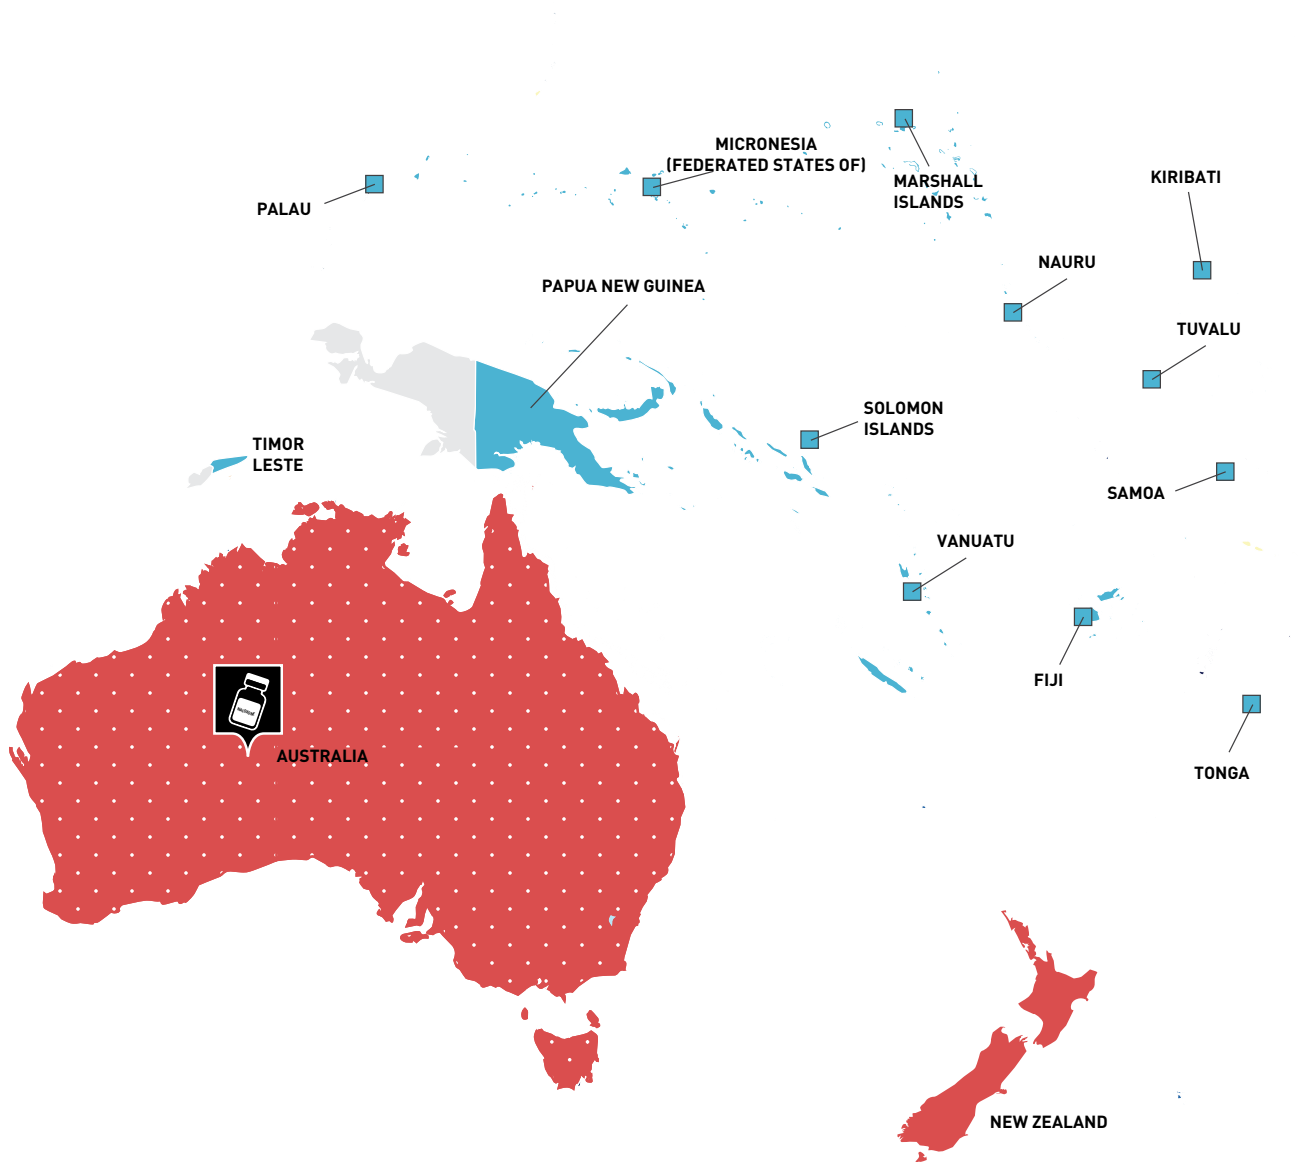 MICRONESIA
(FEDERATED STATES OF)
MARSHALL
ISLANDS
KIRIBATI
PALAU
NAURU
PAPUA NEW GUINEA
TUVALU
SOLOMON
ISLANDS
TIMOR
LESTE
SAMOA
VANUATU
FIJI
NALOXONE
AUSTRALIA
TONGA
NEW ZEALAND